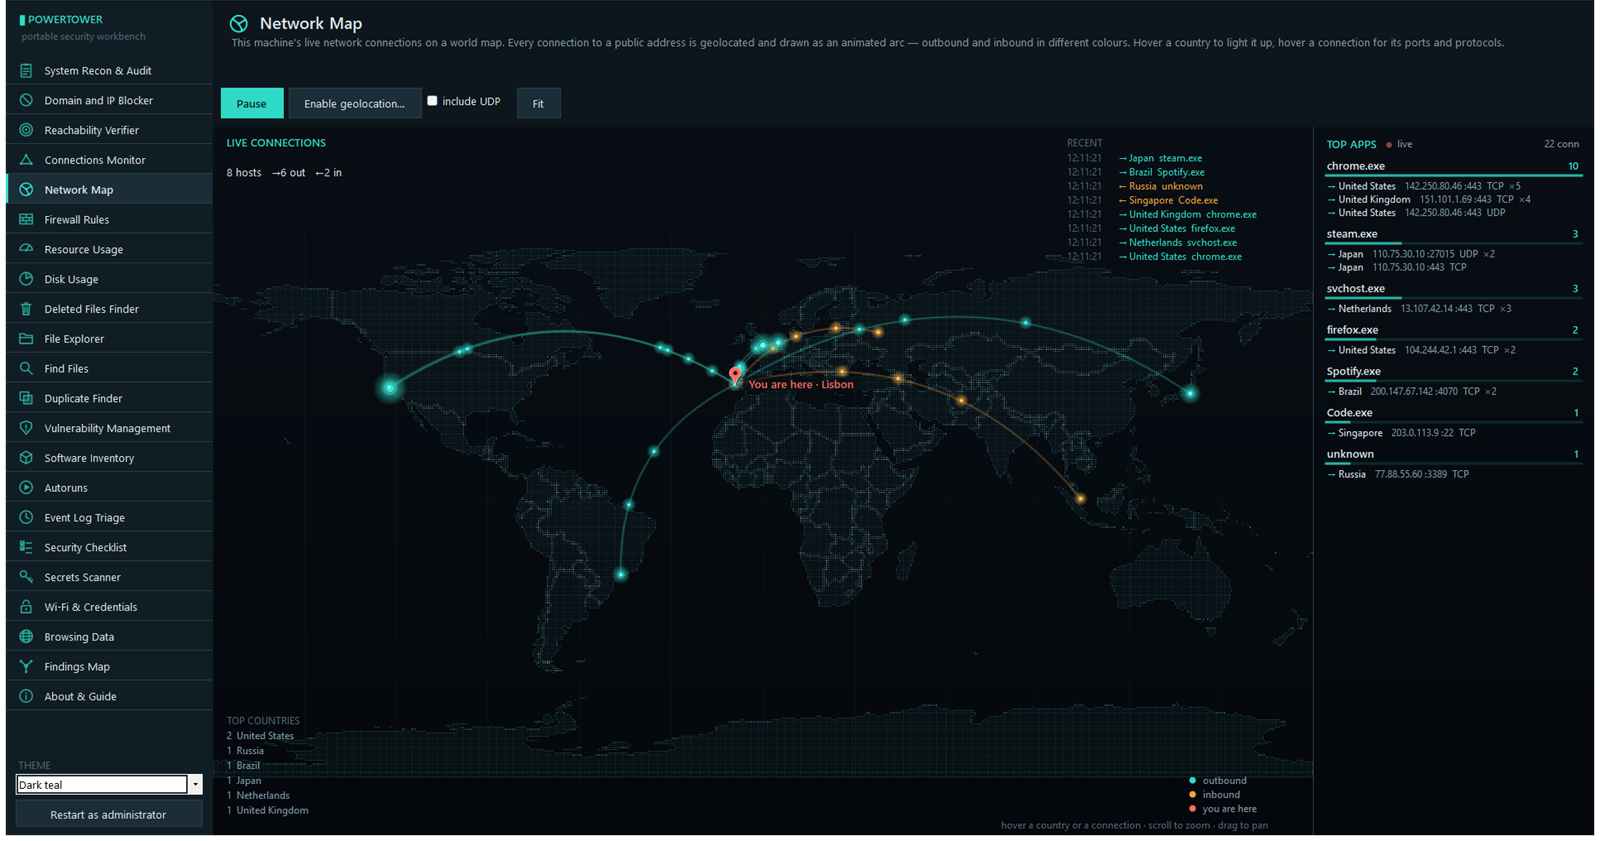 POWERTOWER
portable security workbench
System Recon & Audit
Domain and IP Blocker
Reachability Verifier
Connections Monitor
Network Map
Firewall Rules
Resource Usage
Disk Usage
Deleted Files Finder
File Explorer
Find Files
Duplicate Finder
Vulnerability Management
Software Inventory
Autoruns
Event Log Triage
Security Checklist
Secrets Scanner
Wi-Fi & Credentials
Browsing Data
Findings Map
About & Guide
THEME
Dark teal
Restart as administrator
Network Map
This machine's live network connections on a world map. Every connection to a public address is geolocated and drawn as an animated arc — outbound and inbound in different colours. Hover a country to light it up, hover a connection for its ports and protocols.
Pause
Enable geolocation...
include UDP
Fit
LIVE CONNECTIONS
8 hosts →6 out ←2 in
RECENT
12:11:21 → Japan steam.exe
12:11:21 → Brazil Spotify.exe
12:11:21 ← Russia unknown
12:11:21 ← Singapore Code.exe
12:11:21 → United Kingdom chrome.exe
12:11:21 → United States firefox.exe
12:11:21 → Netherlands svchost.exe
12:11:21 → United States chrome.exe
You are here · Lisbon
TOP COUNTRIES
2 United States
1 Russia
1 Brazil
1 Japan
1 Netherlands
1 United Kingdom
outbound
inbound
you are here
hover a country or a connection · scroll to zoom · drag to pan
TOP APPS ● live 22 conn
chrome.exe 10
→ United States 142.250.80.46 :443 TCP ×5
→ United Kingdom 151.101.1.69 :443 TCP ×4
→ United States 142.250.80.46 :443 UDP
steam.exe 3
→ Japan 110.75.30.10 :27015 UDP ×2
→ Japan 110.75.30.10 :443 TCP
svchost.exe 3
→ Netherlands 13.107.42.14 :443 TCP ×3
firefox.exe 2
→ United States 104.244.42.1 :443 TCP ×2
Spotify.exe 2
→ Brazil 200.147.67.142 :4070 TCP ×2
Code.exe 1
→ Singapore 203.0.113.9 :22 TCP
unknown 1
→ Russia 77.88.55.60 :3389 TCP